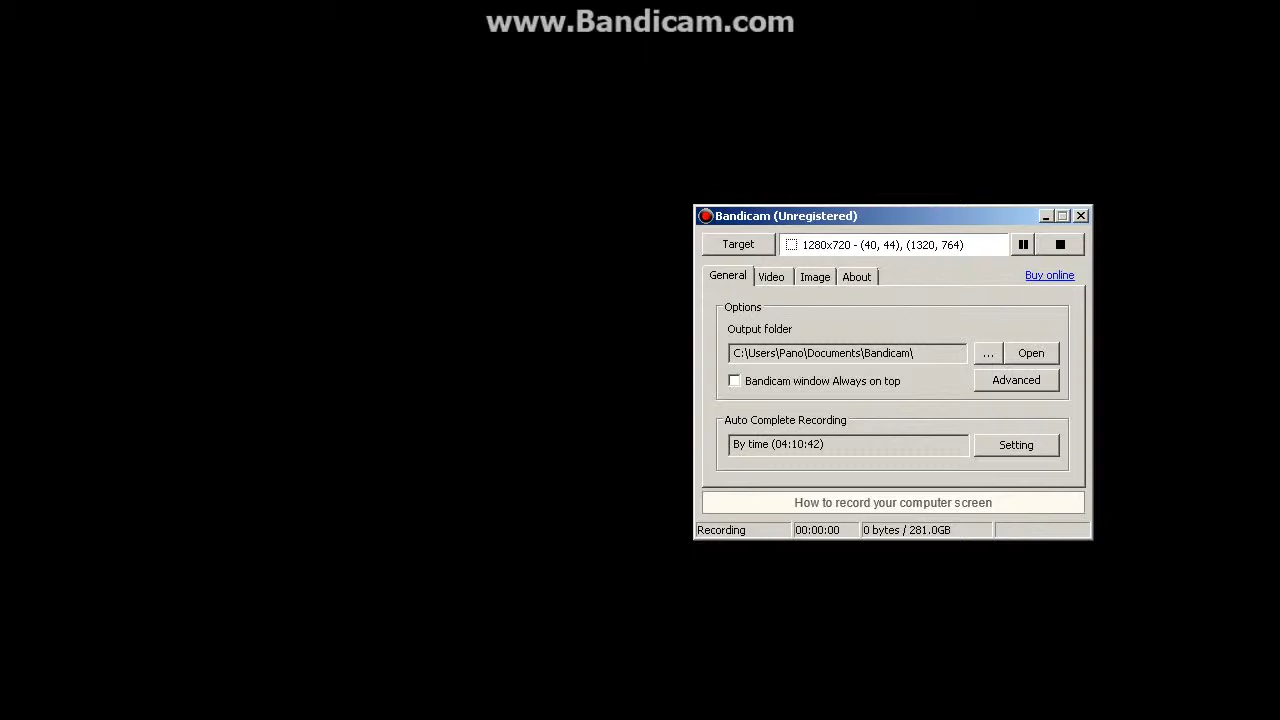 www.Bandicam.com
Bandicam (Unregistered)
Target
1280x720 - (40, 44), (1320, 764)
General Video Image About Buy online
Options
Output folder
C:\Users\Pano\Documents\Bandicam\ ... Open
Bandicam window Always on top Advanced
Auto Complete Recording
By time (04:10:42) Setting
How to record your computer screen
Recording 00:00:00 0 bytes / 281.0GB